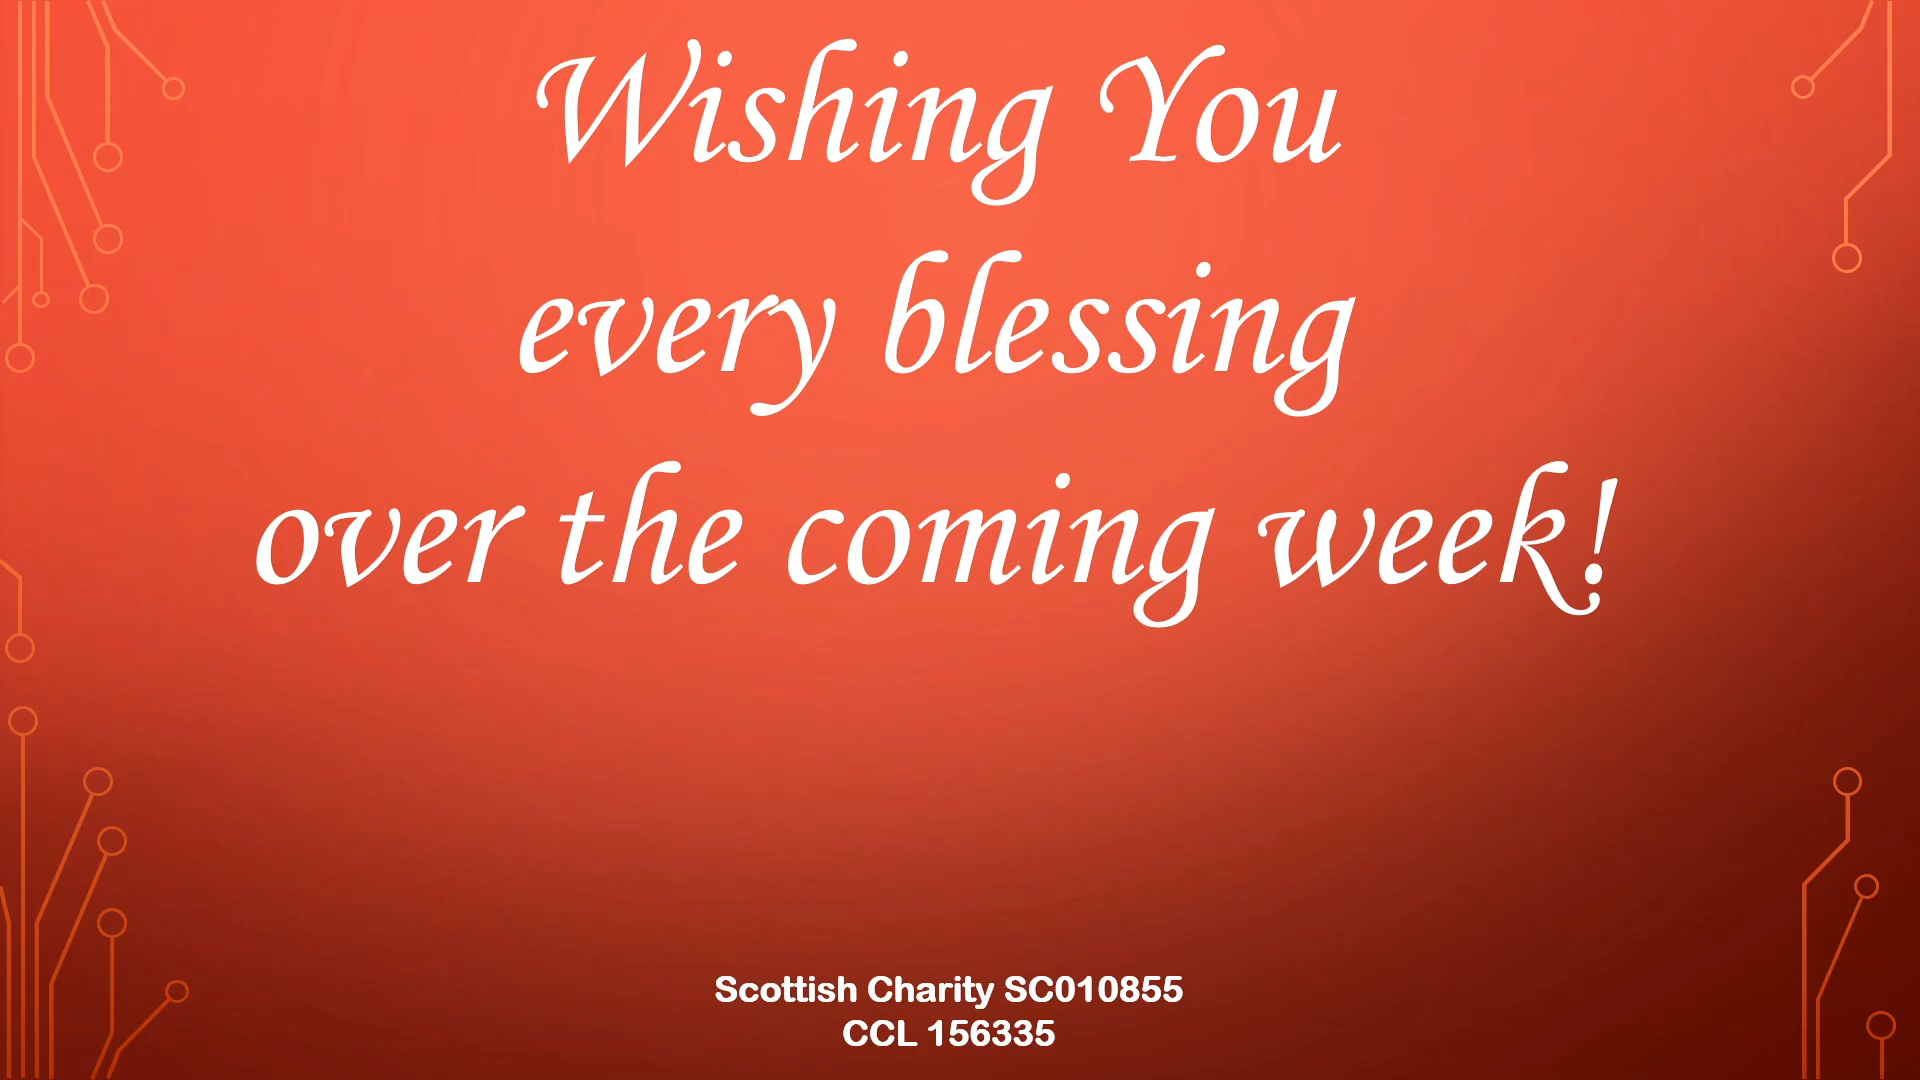 Wishing You
every blessing
over the coming week!
Scottish Charity SC010855
CCL 156335